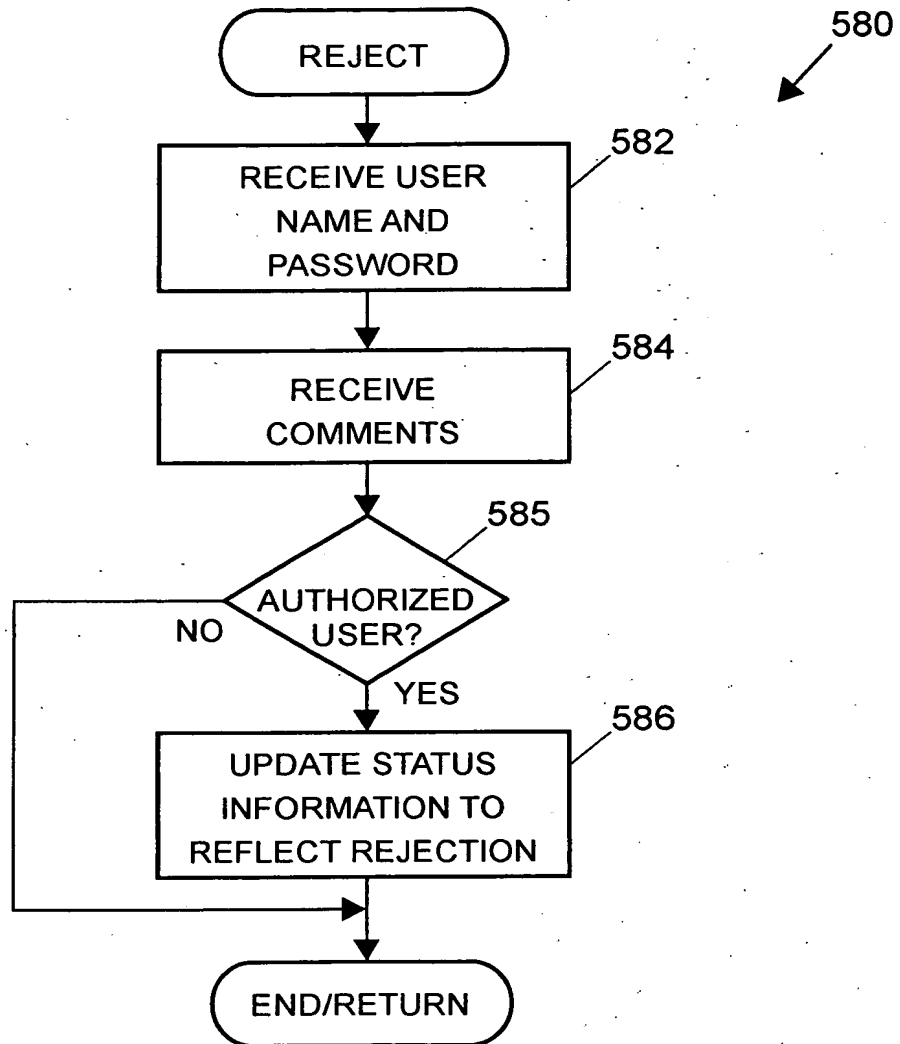 580
REJECT
582
RECEIVE USER
NAME AND
PASSWORD
584
RECEIVE
COMMENTS
585
AUTHORIZED
USER?
NO
YES
586
UPDATE STATUS
INFORMATION TO
REFLECT REJECTION
END/RETURN